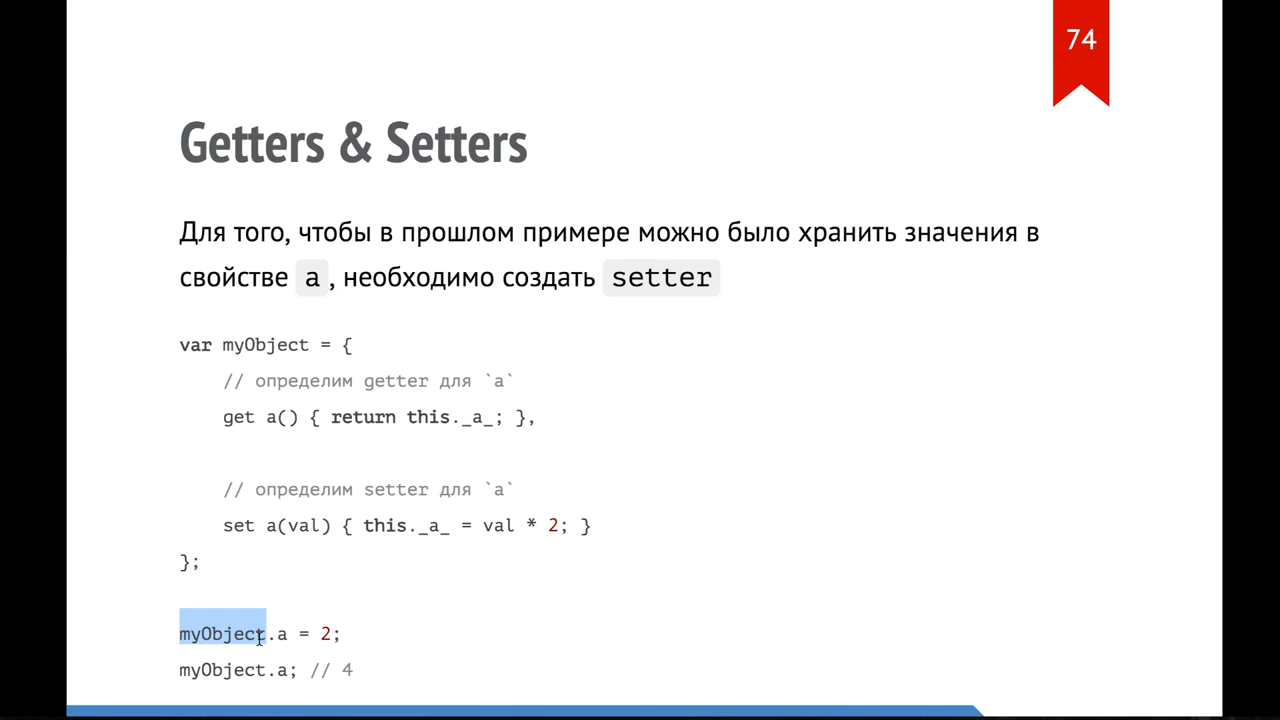 74
Getters & Setters
Для того, чтобы в прошлом примере можно было хранить значения в
свойстве a, необходимо создать setter
var myObject = {
    // определим getter для `a`
    get a() { return this._a_; },
    // определим setter для `a`
    set a(val) { this._a_ = val * 2; }
};
myObject.a = 2;
myObject.a; // 4